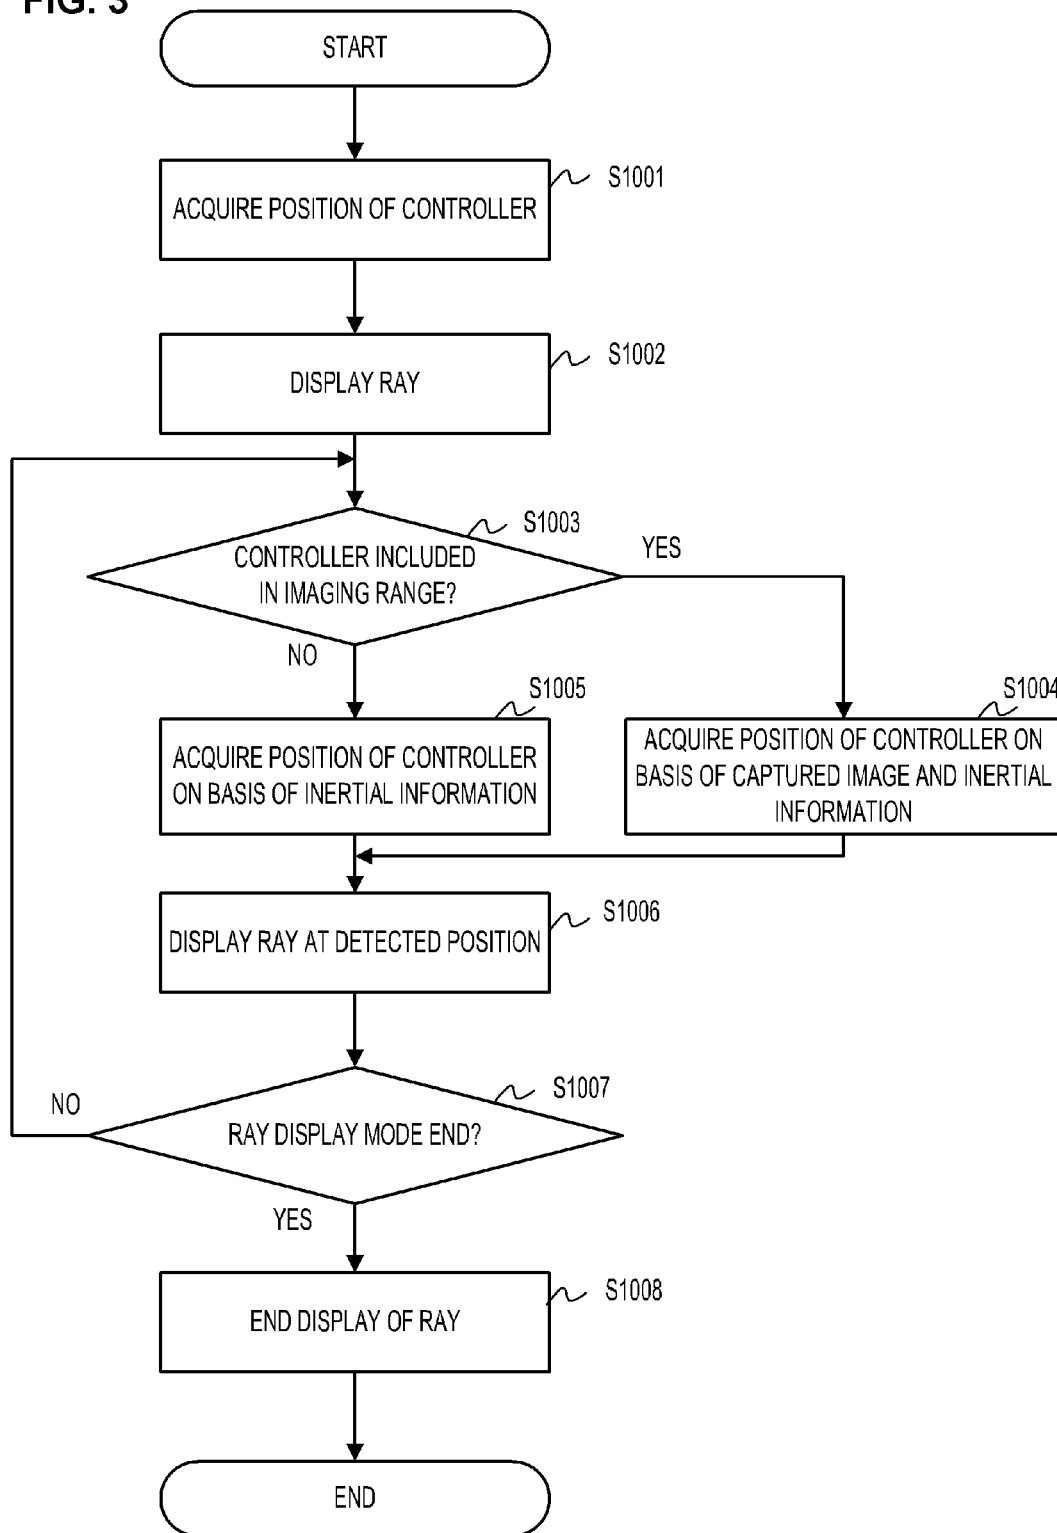 FIG. 3
START
S1001
ACQUIRE POSITION OF CONTROLLER
S1002
DISPLAY RAY
S1003
CONTROLLER INCLUDED
IN IMAGING RANGE?
YES
NO
S1005
ACQUIRE POSITION OF CONTROLLER
ON BASIS OF INERTIAL INFORMATION
S1004
ACQUIRE POSITION OF CONTROLLER ON
BASIS OF CAPTURED IMAGE AND INERTIAL
INFORMATION
S1006
DISPLAY RAY AT DETECTED POSITION
S1007
NO
RAY DISPLAY MODE END?
YES
S1008
END DISPLAY OF RAY
END